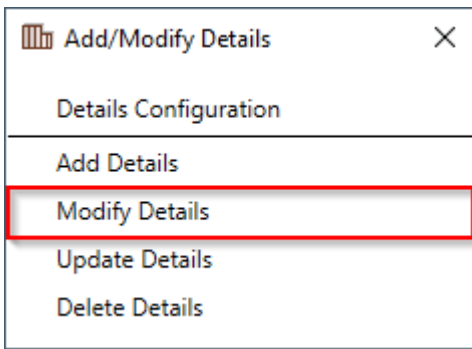 Add/Modify Details
Details Configuration
Add Details
Modify Details
Update Details
Delete Details